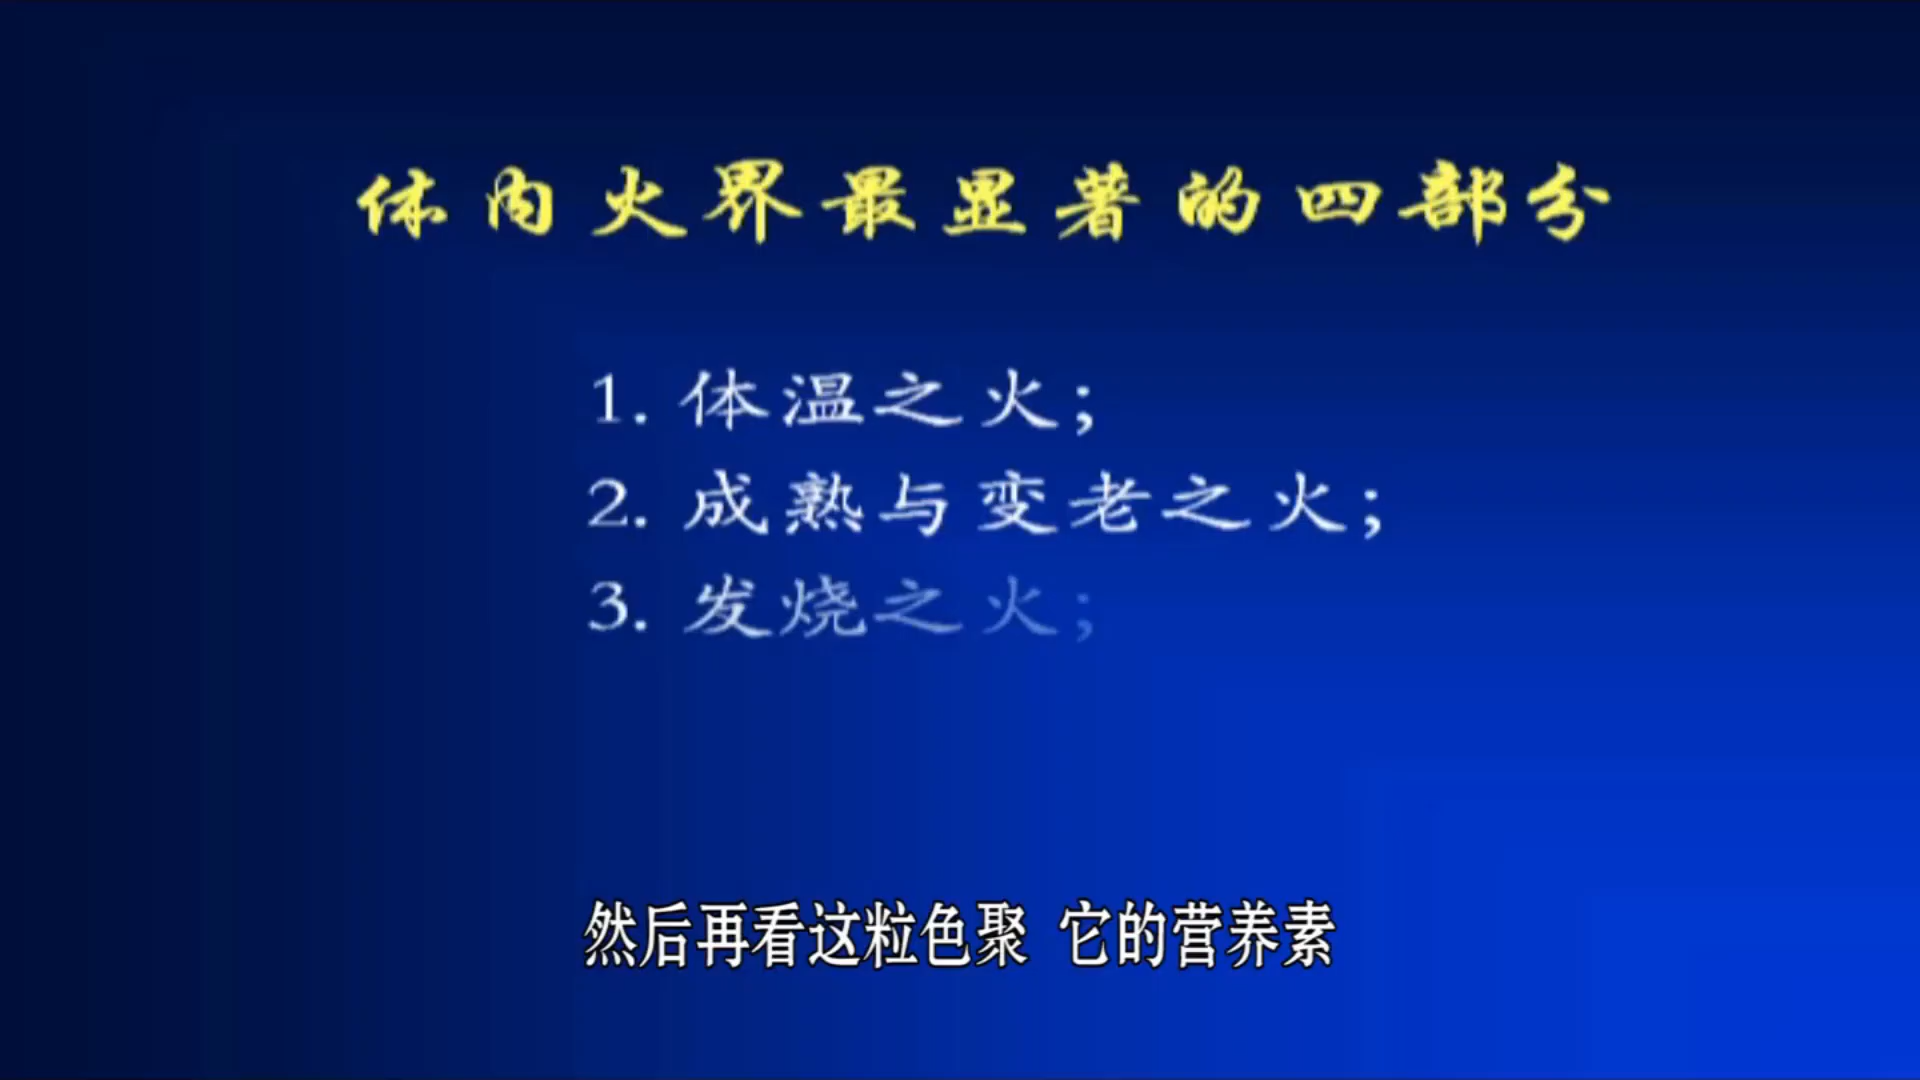 体内火界最显著的四部分
1. 体温之火;
2. 成熟与变老之火;
3. 发烧之火;
然后再看这粒色聚 它的营养素